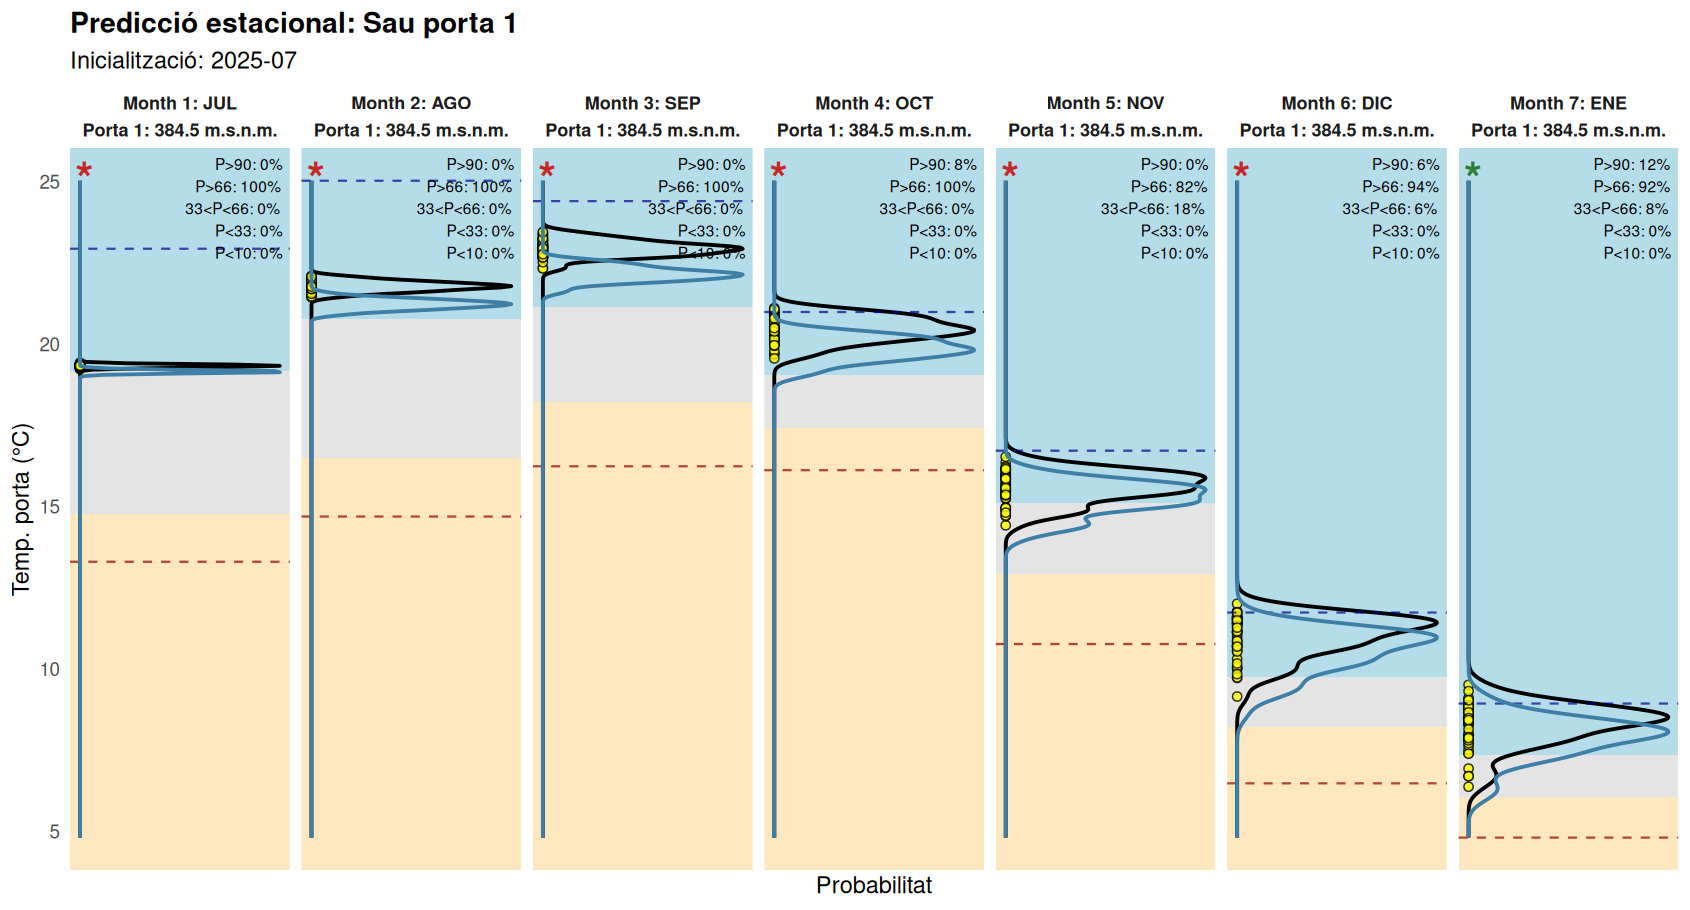 Predicció estacional: Sau porta 1
Inicialització: 2025-07
Month 1: JUL
Porta 1: 384.5 m.s.n.m.
Month 2: AGO
Porta 1: 384.5 m.s.n.m.
Month 3: SEP
Porta 1: 384.5 m.s.n.m.
Month 4: OCT
Porta 1: 384.5 m.s.n.m.
Month 5: NOV
Porta 1: 384.5 m.s.n.m.
Month 6: DIC
Porta 1: 384.5 m.s.n.m.
Month 7: ENE
Porta 1: 384.5 m.s.n.m.
*
P>90: 0%
P>66: 100%
33<P<66: 0%
P<33: 0%
P<10: 0%
*
P>90: 0%
P>66: 100%
33<P<66: 0%
P<33: 0%
P<10: 0%
*
P>90: 0%
P>66: 100%
33<P<66: 0%
P<33: 0%
P<10: 0%
*
P>90: 8%
P>66: 100%
33<P<66: 0%
P<33: 0%
P<10: 0%
*
P>90: 0%
P>66: 82%
33<P<66: 18%
P<33: 0%
P<10: 0%
*
P>90: 6%
P>66: 94%
33<P<66: 6%
P<33: 0%
P<10: 0%
*
P>90: 12%
P>66: 92%
33<P<66: 8%
P<33: 0%
P<10: 0%
25
20
15
10
5
Temp. porta (°C)
Probabilitat